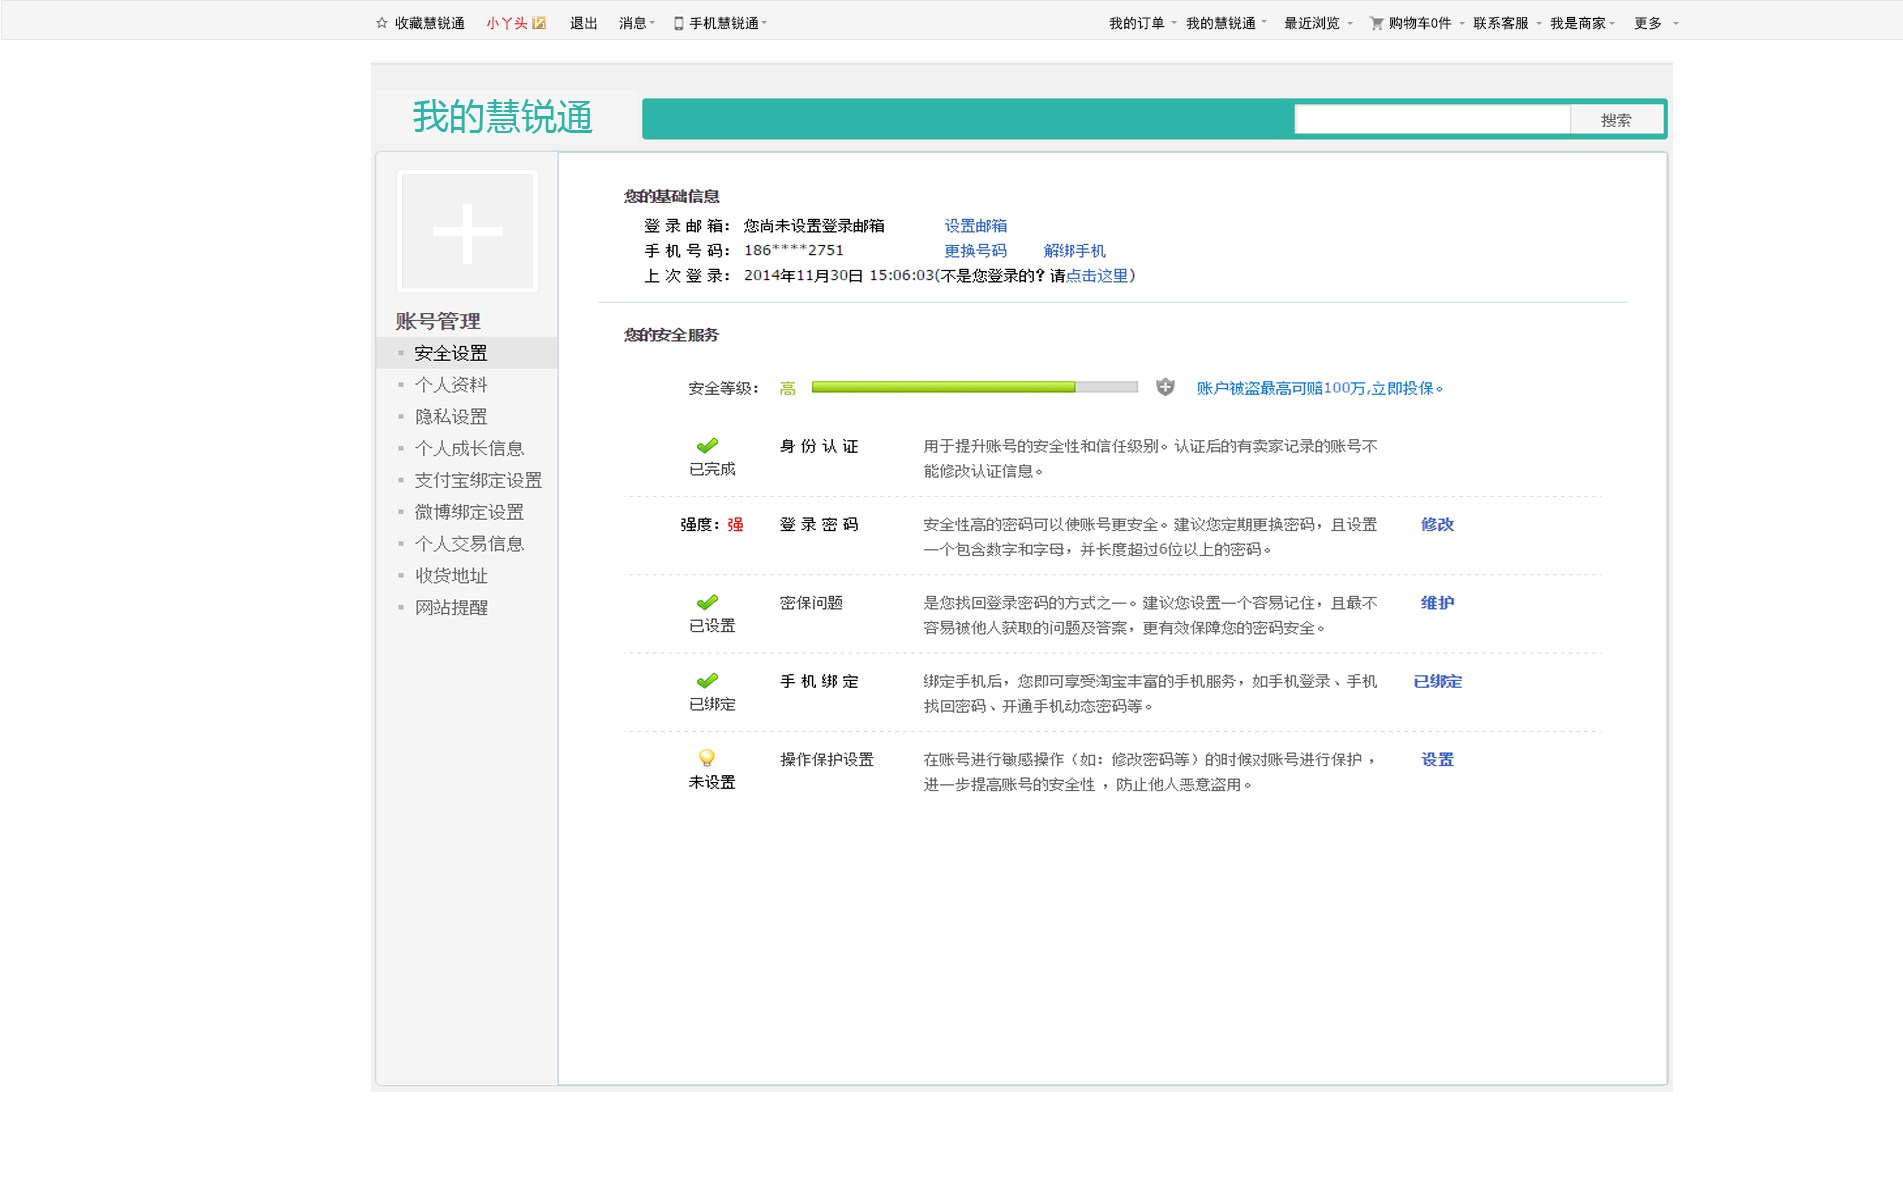 收藏慧锐通 小丫头 退出 消息 手机慧锐通 我的订单 我的慧锐通 最近浏览 购物车0件 联系客服 我是商家 更多
我的慧锐通
搜索
您的基础信息
登录邮箱：您尚未设置登录邮箱 设置邮箱
手机号码：186****2751 更换号码 解绑手机
上次登录：2014年11月30日 15:06:03(不是您登录的？请点击这里)
账号管理
安全设置
个人资料
隐私设置
个人成长信息
支付宝绑定设置
微博绑定设置
个人交易信息
收货地址
网站提醒
您的安全服务
安全等级：高 账户被盗最高可赔100万,立即投保。
已完成 身份认证 用于提升账号的安全性和信任级别。认证后的有卖家记录的账号不
能修改认证信息。
强度：强 登录密码 安全性高的密码可以使账号更安全。建议您定期更换密码，且设置 修改
一个包含数字和字母，并长度超过6位以上的密码。
已设置 密保问题 是您找回登录密码的方式之一。建议您设置一个容易记住，且最不 维护
容易被他人获取的问题及答案，更有效保障您的密码安全。
已绑定 手机绑定 绑定手机后，您即可享受淘宝丰富的手机服务，如手机登录、手机 已绑定
找回密码、开通手机动态密码等。
未设置 操作保护设置 在账号进行敏感操作（如：修改密码等）的时候对账号进行保护， 设置
进一步提高账号的安全性，防止他人恶意盗用。